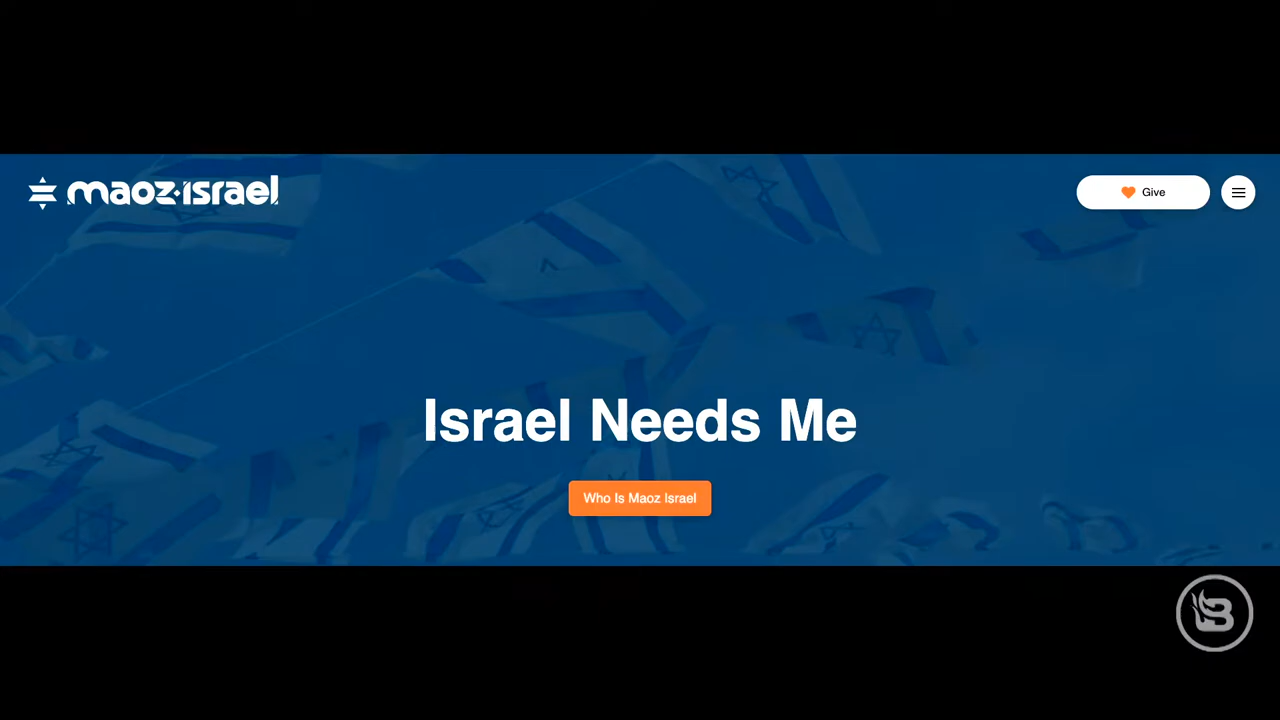 maoz·israel
Give
Israel Needs Me
Who Is Maoz Israel
B